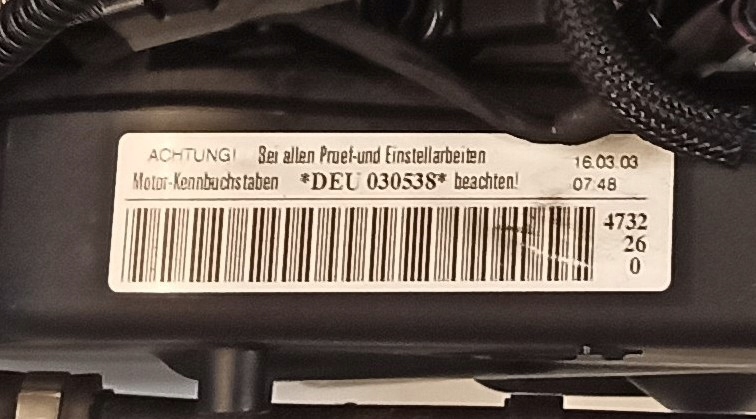 ACHTUNG! Bei allen Pruef-und Einstellarbeiten 16.03.03
Motor-Kennbuchstaben *DEU 030538* beachten! 07:48
4732
26
0